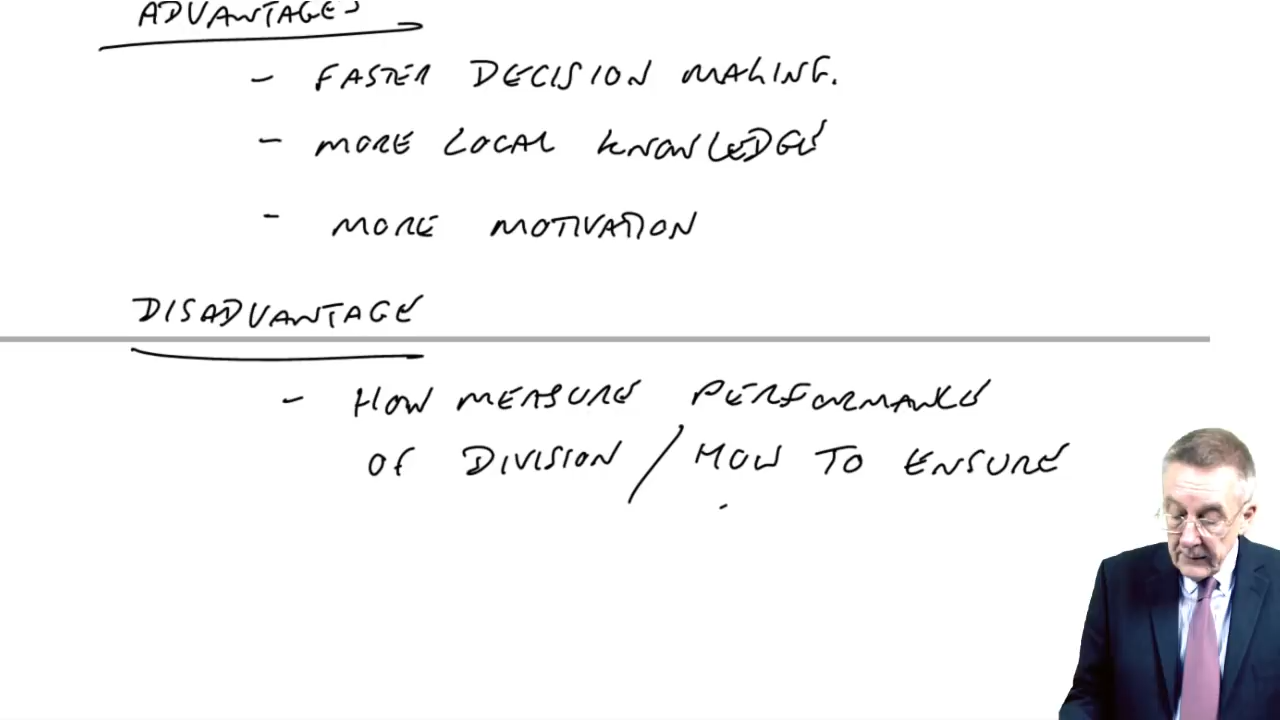 ADVANTAGES
- FASTER DECISION MAKING.
- MORE LOCAL KNOWLEDGE
- MORE MOTIVATION
DISADVANTAGE
- HOW MEASURE PERFORMANCE
OF DIVISION / HOW TO ENSURE